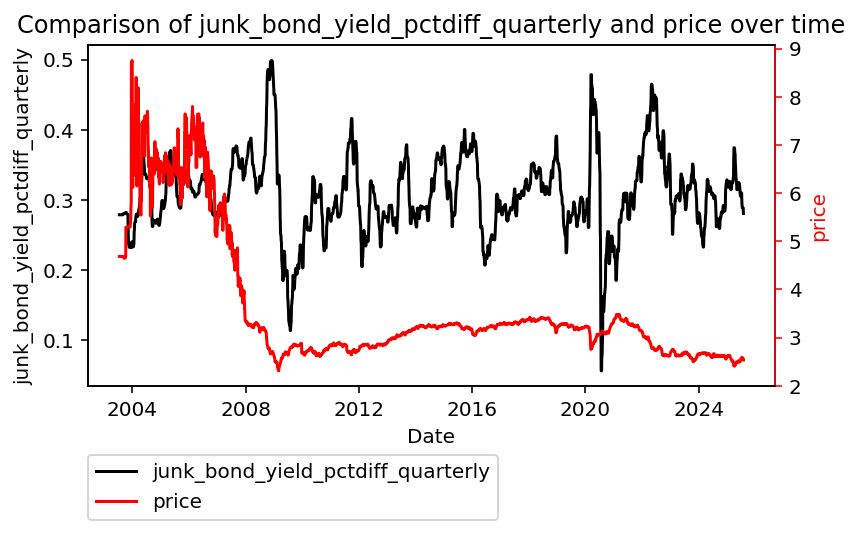 Comparison of junk_bond_yield_pctdiff_quarterly and price over time
junk_bond_yield_pctdiff_quarterly
0.5
0.4
0.3
0.2
0.1
9
8
7
6
5
4
3
2
price
2004 2008 2012 2016 2020 2024
Date
junk_bond_yield_pctdiff_quarterly
price